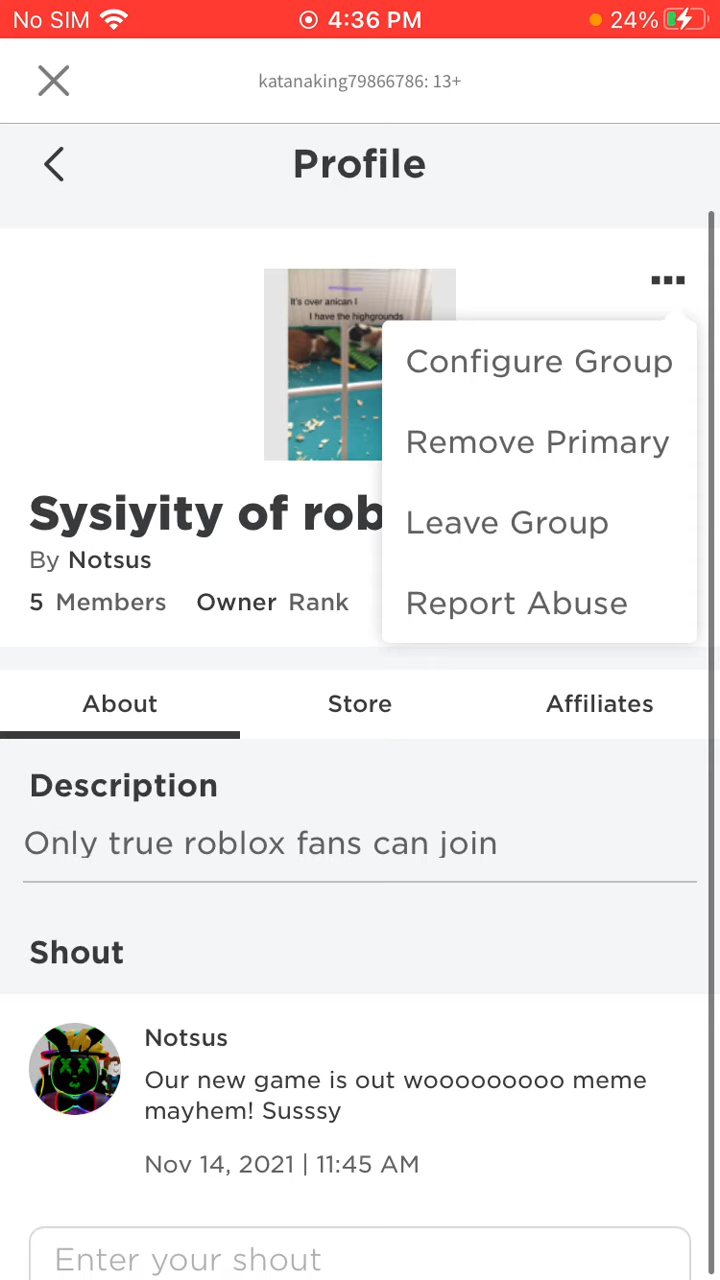 No SIM 4:36 PM 24%
katanaking79866786: 13+
Profile
It's over anican I
I have the highgrounds
Configure Group
Remove Primary
Leave Group
Report Abuse
Sysiyity of rob
By Notsus
5 Members Owner Rank
About Store Affiliates
Description
Only true roblox fans can join
Shout
Notsus
Our new game is out wooooooooo meme
mayhem! Susssy
Nov 14, 2021 | 11:45 AM
Enter your shout